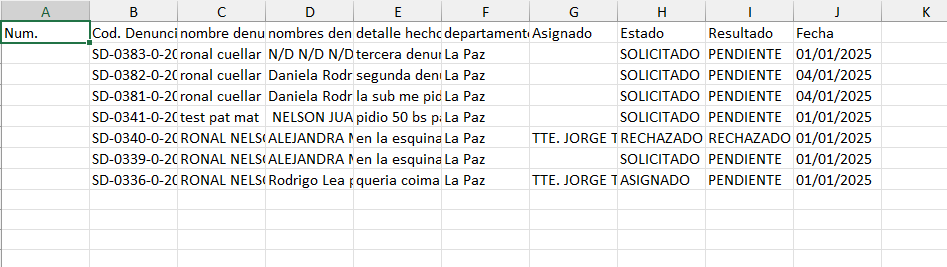 A B C D E F G H I J K
Num. Cod. Denunci nombre denu nombres den detalle hecho departamento Asignado Estado Resultado Fecha
SD-0383-0-20 ronal cuellar N/D N/D N/D tercera denun La Paz SOLICITADO PENDIENTE 01/01/2025
SD-0382-0-20 ronal cuellar Daniela Rodr segunda denu La Paz SOLICITADO PENDIENTE 04/01/2025
SD-0381-0-20 ronal cuellar Daniela Rodr la sub me pid La Paz SOLICITADO PENDIENTE 04/01/2025
SD-0341-0-20 test pat mat NELSON JUA pidio 50 bs pa La Paz SOLICITADO PENDIENTE 01/01/2025
SD-0340-0-20 RONAL NELSO ALEJANDRA M en la esquina La Paz TTE. JORGE T RECHAZADO RECHAZADO 01/01/2025
SD-0339-0-20 RONAL NELSO ALEJANDRA M en la esquina La Paz SOLICITADO PENDIENTE 01/01/2025
SD-0336-0-20 RONAL NELSO Rodrigo Lea p queria coima La Paz TTE. JORGE T ASIGNADO PENDIENTE 01/01/2025